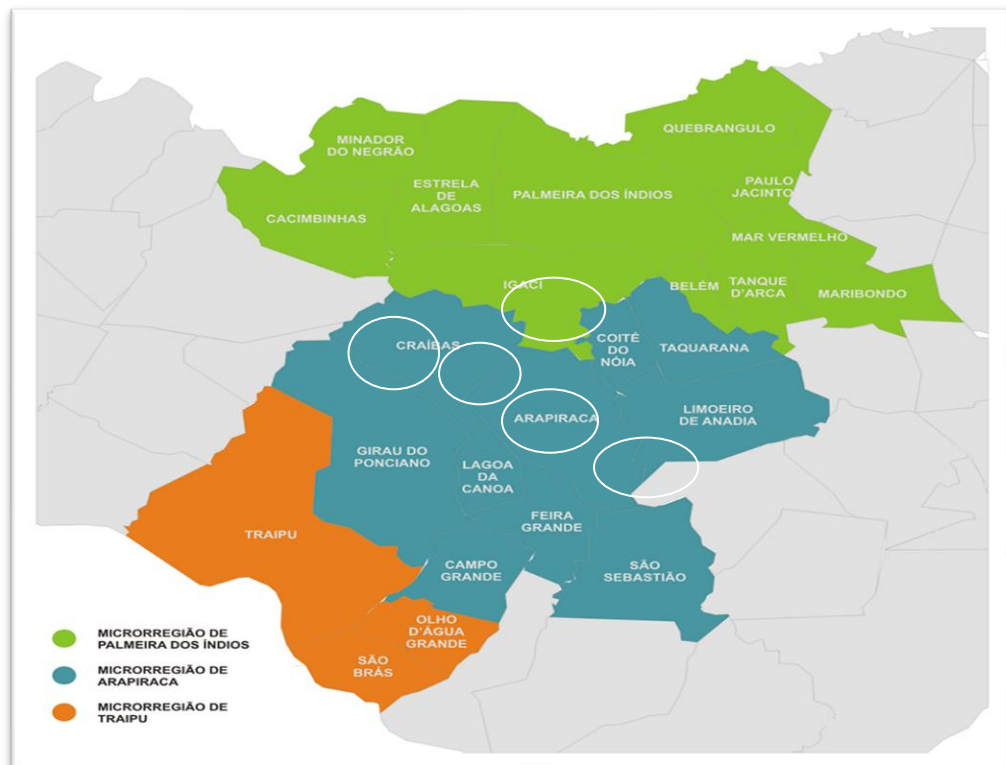 QUEBRANGULO
MINADOR
DO NEGRÃO
ESTRELA
DE
ALAGOAS
PALMEIRA DOS ÍNDIOS
PAULO
JACINTO
CACIMBINHAS
MAR VERMELHO
IGACI
BELÉM
TANQUE
D'ARCA
MARIBONDO
CRAÍBAS
COITÉ
DO
NÓIA
TAQUARANA
ARAPIRACA
LIMOEIRO
DE ANADIA
GIRAU DO
PONCIANO
LAGOA
DA
CANOA
FEIRA
GRANDE
TRAIPU
CAMPO
GRANDE
SÃO
SEBASTIÃO
OLHO
D'ÁGUA
GRANDE
SÃO
BRÁS
MICRORREGIÃO DE
PALMEIRA DOS ÍNDIOS
MICRORREGIÃO DE
ARAPIRACA
MICRORREGIÃO DE
TRAIPU